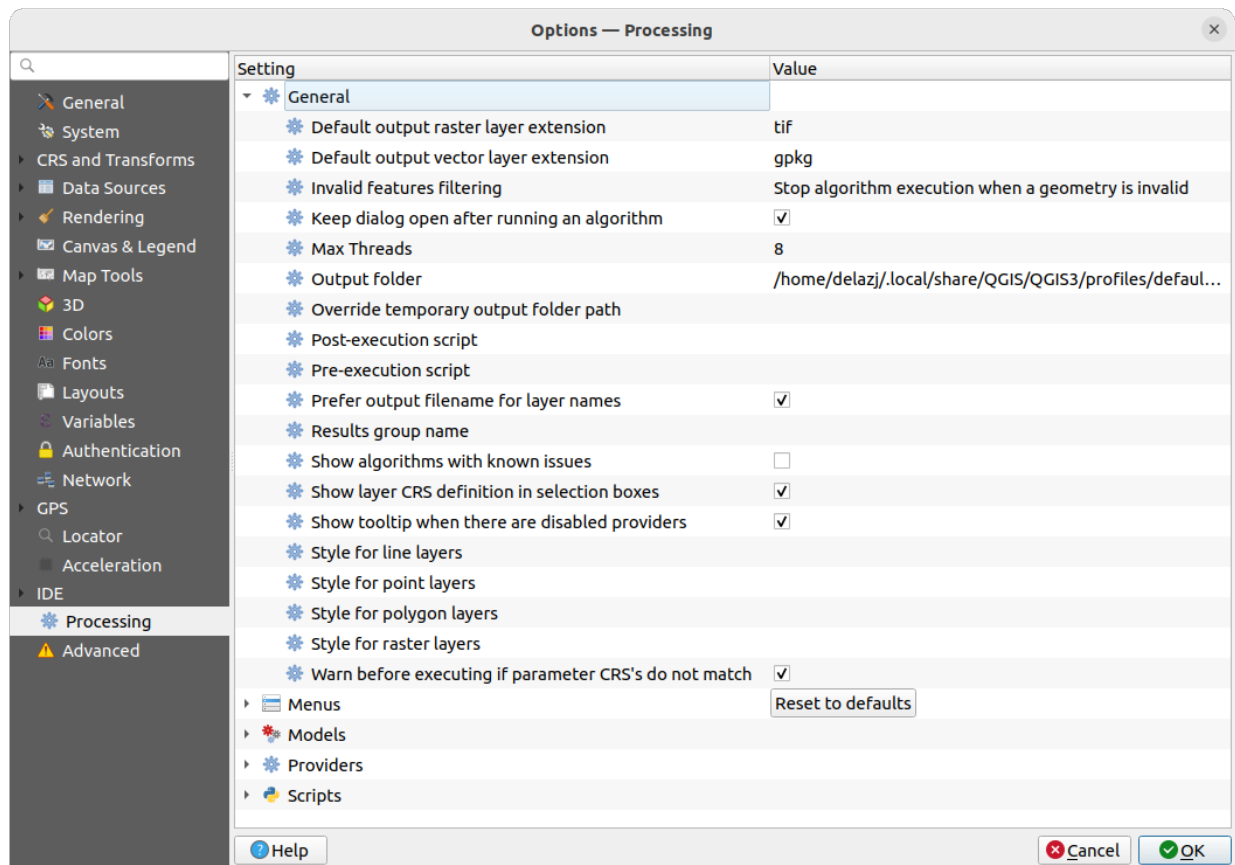 Options — Processing
General
System
CRS and Transforms
Data Sources
Rendering
Canvas & Legend
Map Tools
3D
Colors
Aa Fonts
Layouts
Variables
Authentication
Network
GPS
Locator
Acceleration
IDE
Processing
Advanced
Setting Value
General
Default output raster layer extension tif
Default output vector layer extension gpkg
Invalid features filtering Stop algorithm execution when a geometry is invalid
Keep dialog open after running an algorithm
Max Threads 8
Output folder /home/delazj/.local/share/QGIS/QGIS3/profiles/defaul...
Override temporary output folder path
Post-execution script
Pre-execution script
Prefer output filename for layer names
Results group name
Show algorithms with known issues
Show layer CRS definition in selection boxes
Show tooltip when there are disabled providers
Style for line layers
Style for point layers
Style for polygon layers
Style for raster layers
Warn before executing if parameter CRS's do not match
Menus Reset to defaults
Models
Providers
Scripts
Help Cancel OK